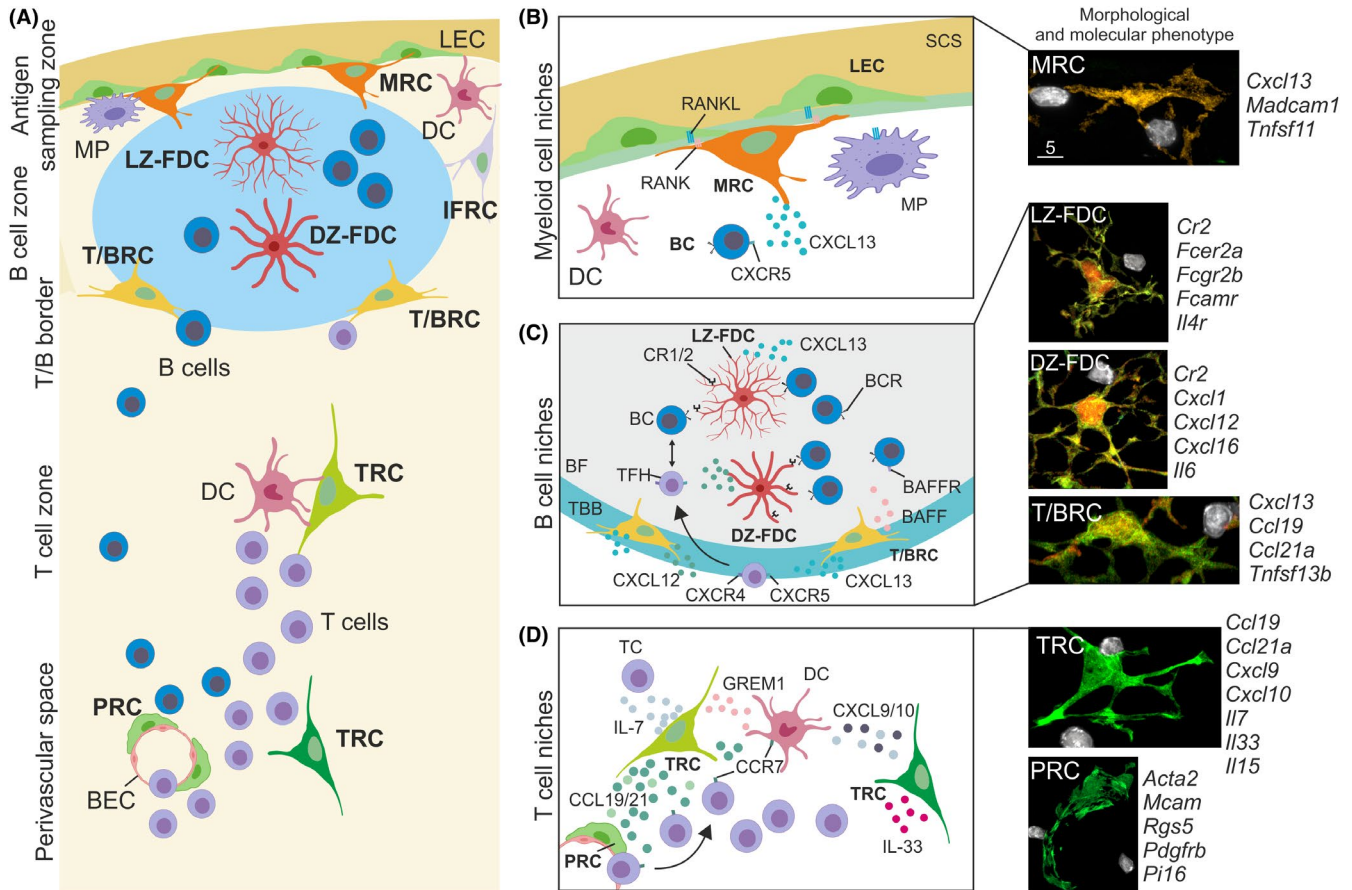 (A)
Antigen
sampling zone
B cell zone
T/B border
T cell zone
Perivascular space
LEC
MRC
MP
DC
LZ-FDC
IFRC
DZ-FDC
T/BRC
T/BRC
B cells
DC
TRC
T cells
PRC
TRC
BEC
(B)
Myeloid cell niches
SCS
LEC
RANKL
RANK
MRC
MP
BC
CXCL13
DC
CXCR5
(C)
B cell niches
LZ-FDC
CXCL13
CR1/2
BCR
BC
BF
TFH
BAFFR
TBB
BAFF
DZ-FDC
T/BRC
CXCL12
CXCL13
CXCR4
CXCR5
(D)
T cell niches
TC
GREM1
DC
CXCL9/10
IL-7
TRC
CCR7
CCL19/21
TRC
PRC
IL-33
Morphological
and molecular phenotype
MRC
5
Cxcl13
Madcam1
Tnfsf11
LZ-FDC
Cr2
Fcer2a
Fcgr2b
Fcamr
Il4r
DZ-FDC
Cr2
Cxcl1
Cxcl12
Cxcl16
Il6
T/BRC
Cxcl13
Ccl19
Ccl21a
Tnfsf13b
TRC
Ccl19
Ccl21a
Cxcl9
Cxcl10
Il7
Il33
Il15
PRC
Acta2
Mcam
Rgs5
Pdgfrb
Pi16